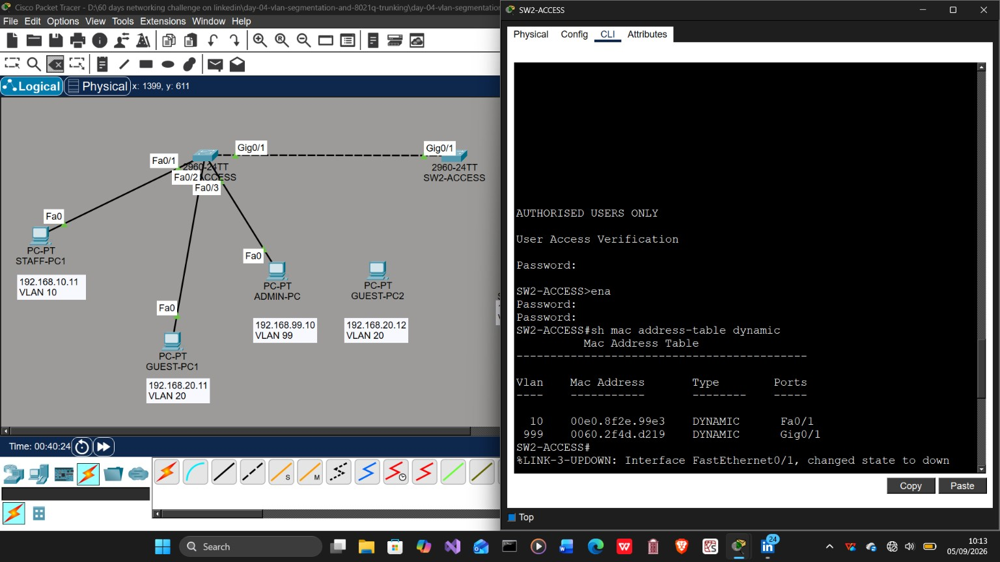 Cisco Packet Tracer - D:\60 days networking challenge on linkedin\day-04-vlan-segmentation-and-8021q-trunking\day-04-vlan-segmentation
File Edit Options View Tools Extensions Window Help
Logical Physical x: 1399, y: 611
Gig0/1
Gig0/1
Fa0/1
2960-24TT
2960-24TT
Fa0/2
ACCESS
SW2-ACCESS
Fa0/3
Fa0
PC-PT
STAFF-PC1
192.168.10.11
VLAN 10
Fa0
PC-PT
ADMIN-PC
192.168.99.10
VLAN 99
PC-PT
GUEST-PC2
192.168.20.12
VLAN 20
Fa0
PC-PT
GUEST-PC1
192.168.20.11
VLAN 20
Time: 00:40:24
S
M
SW2-ACCESS
Physical Config CLI Attributes
AUTHORISED USERS ONLY
User Access Verification
Password:
SW2-ACCESS>ena
Password:
Password:
SW2-ACCESS#sh mac address-table dynamic
Mac Address Table
-------------------------------------------
Vlan Mac Address Type Ports
---- ----------- -------- -----
10 00e0.8f2e.99e3 DYNAMIC Fa0/1
999 0060.2f4d.d219 DYNAMIC Gig0/1
SW2-ACCESS#
%LINK-3-UPDOWN: Interface FastEthernet0/1, changed state to down
Copy Paste
Top
Search
24
10:13
05/09/2026